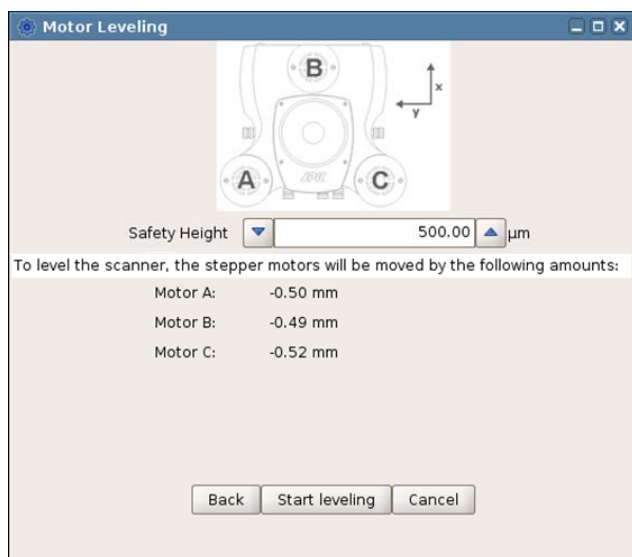 Motor Leveling
B
x
y
A
JPK
C
Safety Height 500.00 µm
To level the scanner, the stepper motors will be moved by the following amounts:
Motor A: -0.50 mm
Motor B: -0.49 mm
Motor C: -0.52 mm
Back Start leveling Cancel